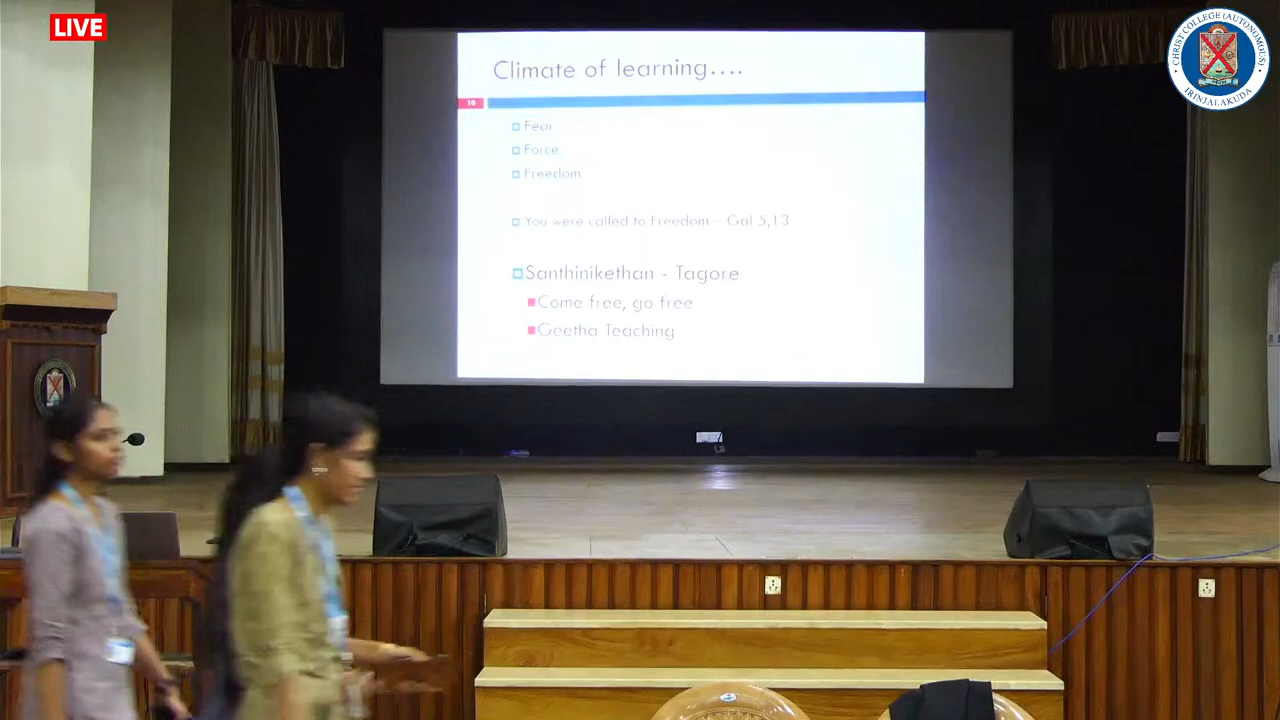 LIVE
CHRIST COLLEGE (AUTONOMOUS)
IRINJALAKUDA
Climate of learning....
10
Fear
Force
Freedom
You were called to Freedom – Gal 5,13
Santhinikethan - Tagore
Come free, go free
Geetha Teaching